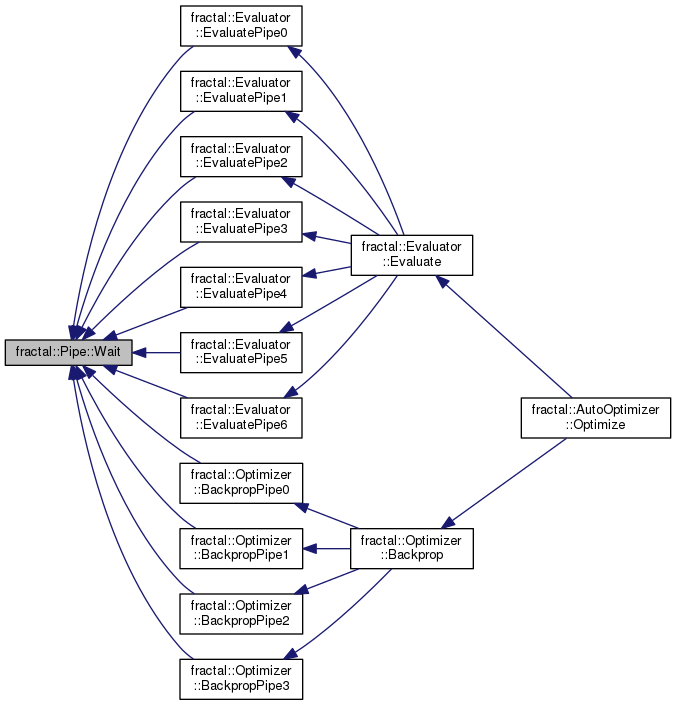 fractal::Evaluator
::EvaluatePipe0
fractal::Evaluator
::EvaluatePipe1
fractal::Evaluator
::EvaluatePipe2
fractal::Evaluator
::EvaluatePipe3
fractal::Evaluator
::Evaluate
fractal::Evaluator
::EvaluatePipe4
fractal::Pipe::Wait
fractal::Evaluator
::EvaluatePipe5
fractal::Evaluator
::EvaluatePipe6
fractal::AutoOptimizer
::Optimize
fractal::Optimizer
::BackpropPipe0
fractal::Optimizer
::BackpropPipe1
fractal::Optimizer
::Backprop
fractal::Optimizer
::BackpropPipe2
fractal::Optimizer
::BackpropPipe3